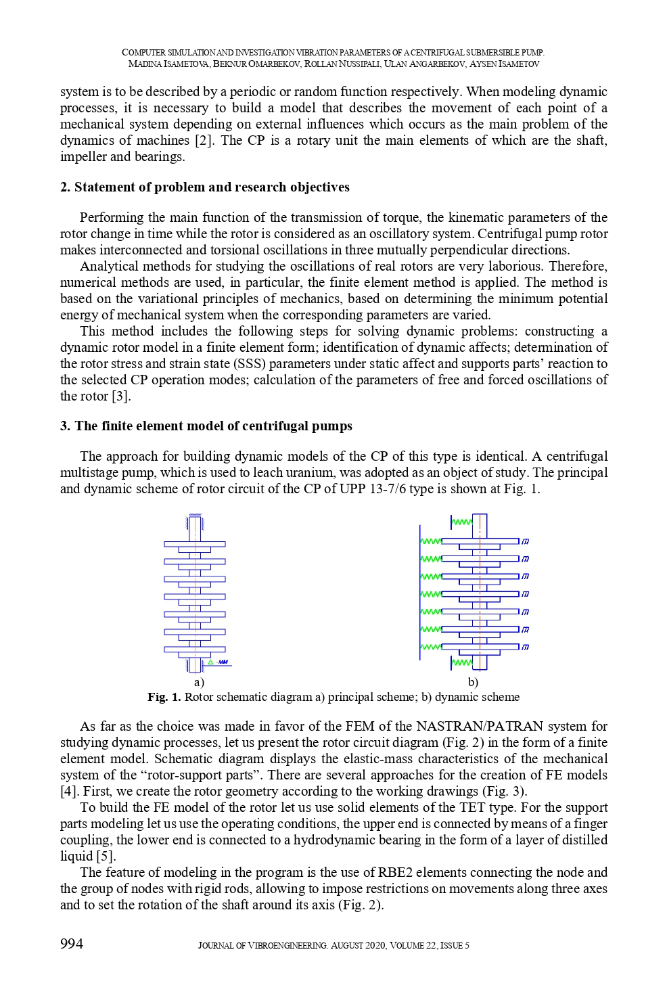 COMPUTER SIMULATION AND INVESTIGATION VIBRATION PARAMETERS OF A CENTRIFUGAL SUBMERSIBLE PUMP.
MADINA ISAMETOVA, BEKNUR OMARBEKOV, ROLLAN NUSSIPALI, ULAN ANGARBEKOV, AYSEN ISAMETOV
system is to be described by a periodic or random function respectively. When modeling dynamic
processes, it is necessary to build a model that describes the movement of each point of a
mechanical system depending on external influences which occurs as the main problem of the
dynamics of machines [2]. The CP is a rotary unit the main elements of which are the shaft,
impeller and bearings.
2. Statement of problem and research objectives
Performing the main function of the transmission of torque, the kinematic parameters of the
rotor change in time while the rotor is considered as an oscillatory system. Centrifugal pump rotor
makes interconnected and torsional oscillations in three mutually perpendicular directions.
Analytical methods for studying the oscillations of real rotors are very laborious. Therefore,
numerical methods are used, in particular, the finite element method is applied. The method is
based on the variational principles of mechanics, based on determining the minimum potential
energy of mechanical system when the corresponding parameters are varied.
This method includes the following steps for solving dynamic problems: constructing a
dynamic rotor model in a finite element form; identification of dynamic affects; determination of
the rotor stress and strain state (SSS) parameters under static affect and supports parts’ reaction to
the selected CP operation modes; calculation of the parameters of free and forced oscillations of
the rotor [3].
3. The finite element model of centrifugal pumps
The approach for building dynamic models of the CP of this type is identical. A centrifugal
multistage pump, which is used to leach uranium, was adopted as an object of study. The principal
and dynamic scheme of rotor circuit of the CP of UPP 13-7/6 type is shown at Fig. 1.
Δ - MM
a)
b)
Fig. 1. Rotor schematic diagram a) principal scheme; b) dynamic scheme
As far as the choice was made in favor of the FEM of the NASTRAN/PATRAN system for
studying dynamic processes, let us present the rotor circuit diagram (Fig. 2) in the form of a finite
element model. Schematic diagram displays the elastic-mass characteristics of the mechanical
system of the “rotor-support parts”. There are several approaches for the creation of FE models
[4]. First, we create the rotor geometry according to the working drawings (Fig. 3).
To build the FE model of the rotor let us use solid elements of the TET type. For the support
parts modeling let us use the operating conditions, the upper end is connected by means of a finger
coupling, the lower end is connected to a hydrodynamic bearing in the form of a layer of distilled
liquid [5].
The feature of modeling in the program is the use of RBE2 elements connecting the node and
the group of nodes with rigid rods, allowing to impose restrictions on movements along three axes
and to set the rotation of the shaft around its axis (Fig. 2).
994
JOURNAL OF VIBROENGINEERING. AUGUST 2020, VOLUME 22, ISSUE 5